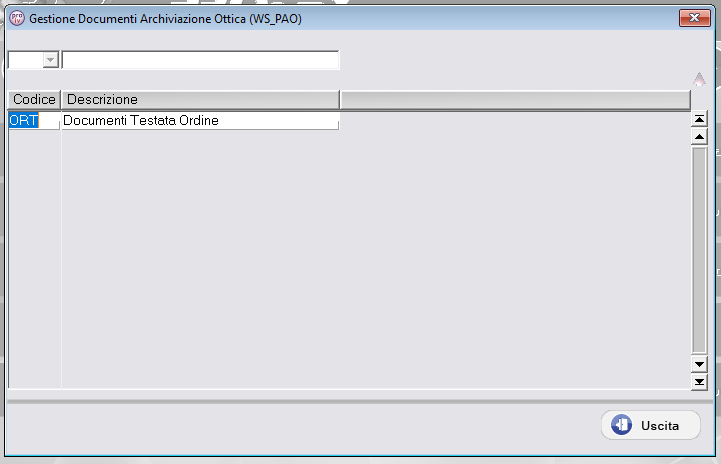 Gestione Documenti Archiviazione Ottica (WS_PAO)
Codice Descrizione
ORT Documenti Testata Ordine
Uscita